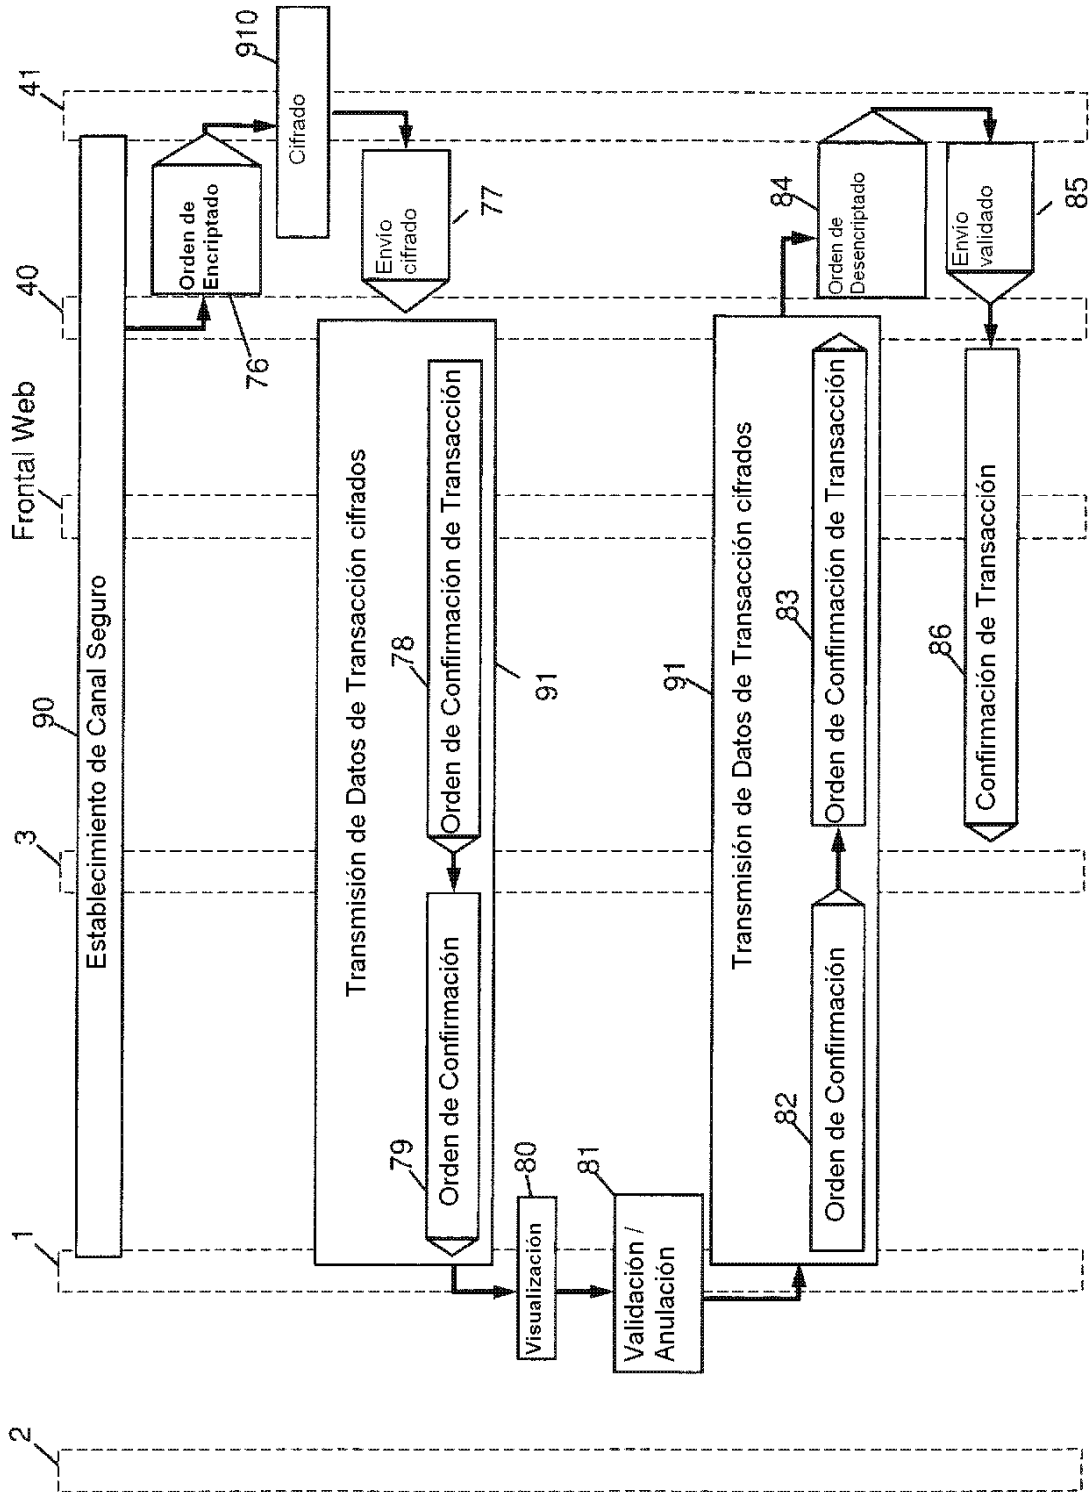 2
1
3
Frontal Web
40
41
90
Establecimiento de Canal Seguro
Orden de
Encriptado
76
910
Cifrado
Envío
cifrado
77
Transmisión de Datos de Transacción cifrados
79
Orden de Confirmación
78
Orden de Confirmación de Transacción
91
80
Visualización
81
Validación /
Anulación
91
Transmisión de Datos de Transacción cifrados
82
Orden de Confirmación
83
Orden de Confirmación de Transacción
84
Orden de
Desencriptado
Envío
validado
85
86
Confirmación de Transacción